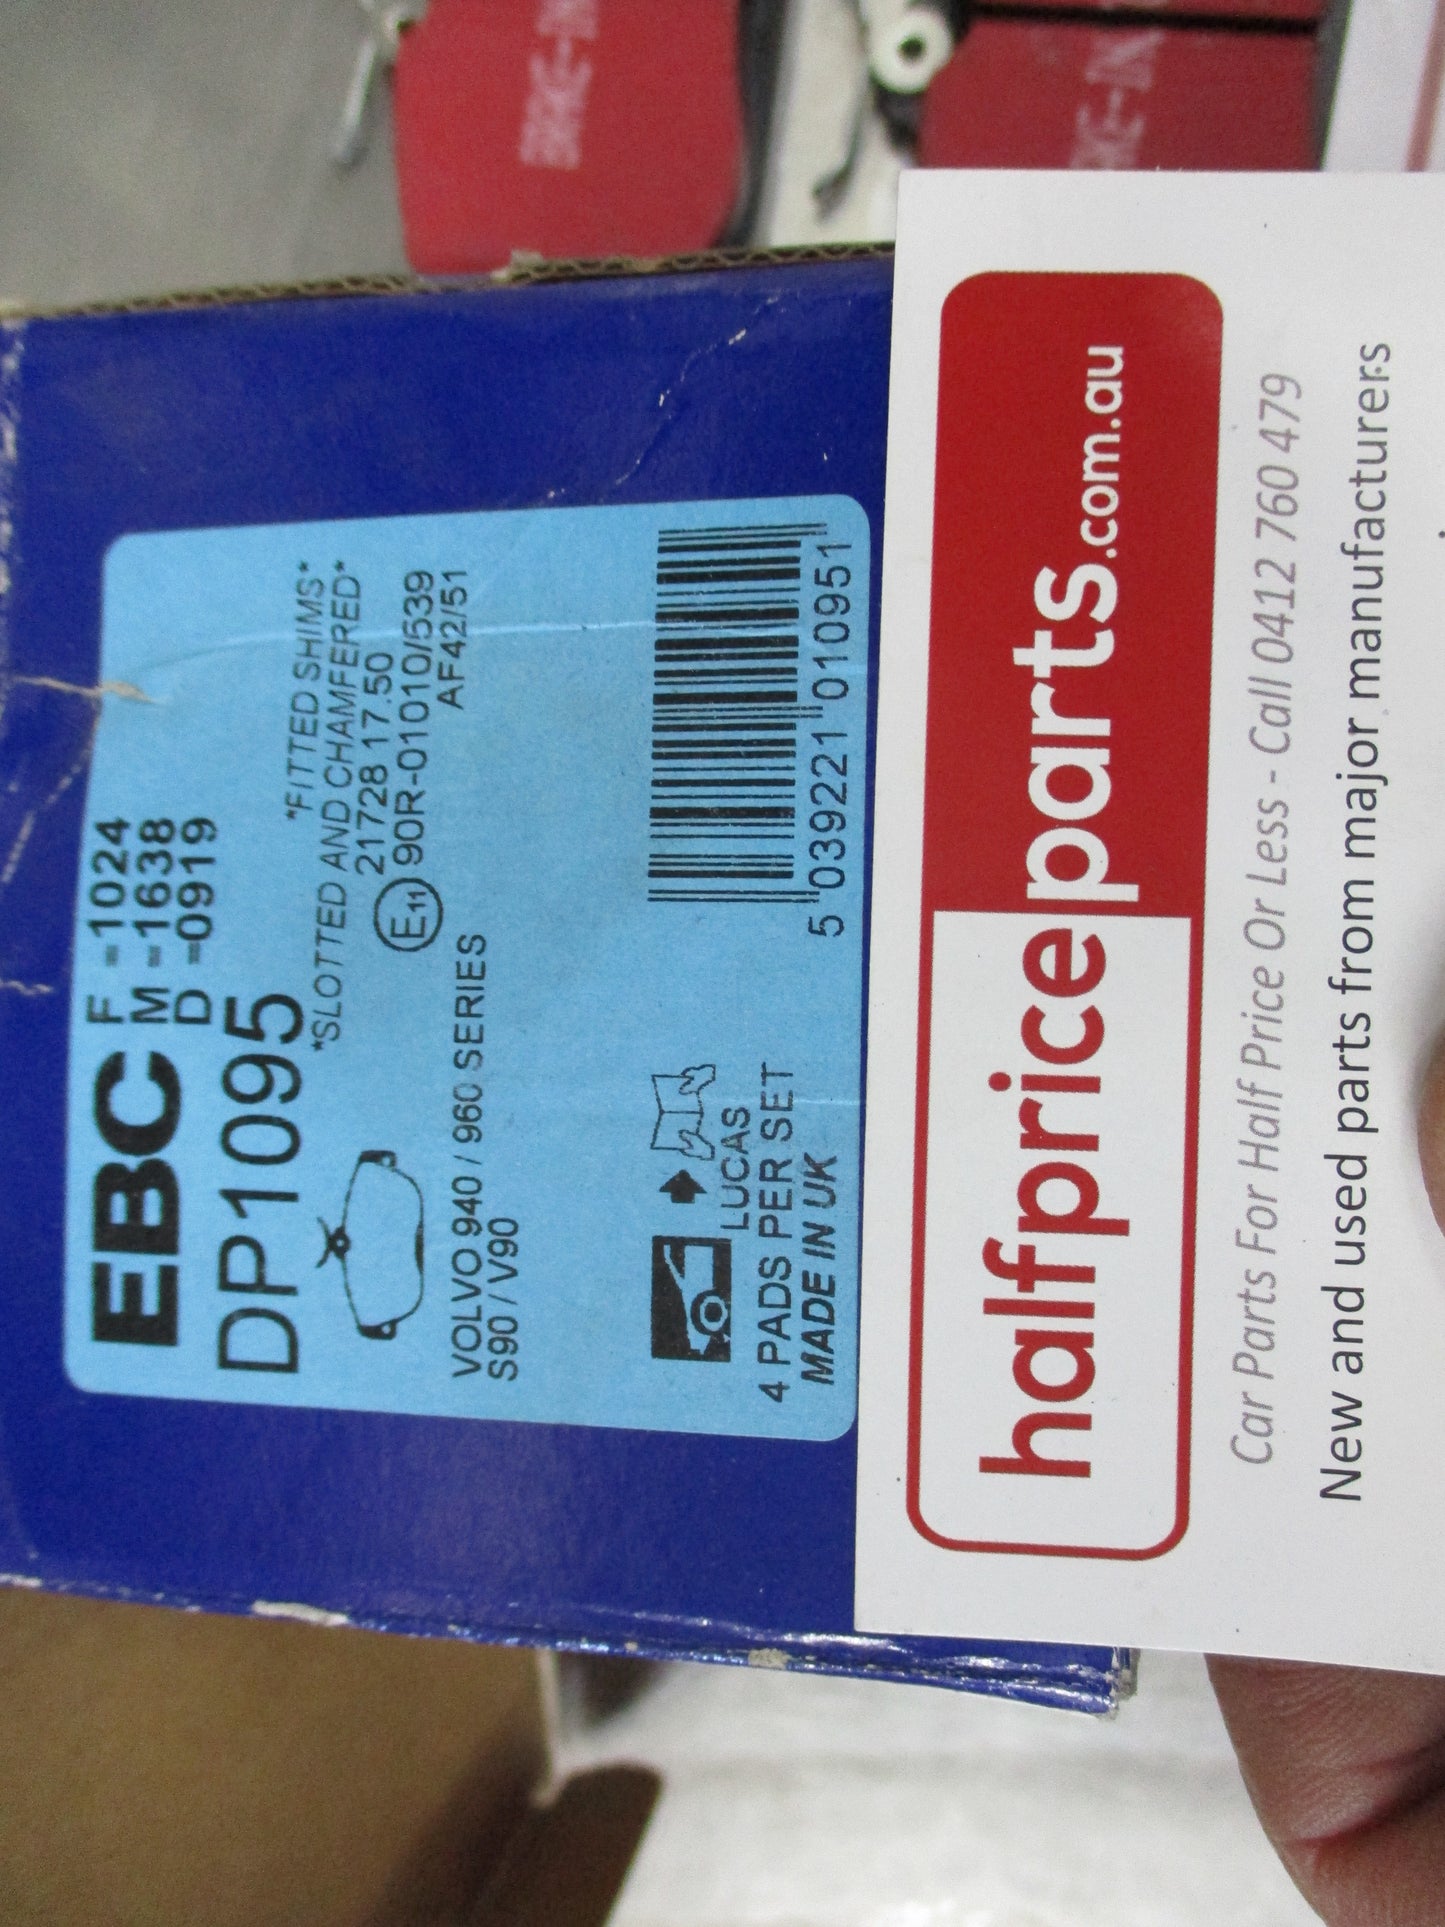 BRAKE-IN
EBC
F -1024
M -1638
D -0919
DP1095
*FITTED SHIMS*
*SLOTTED AND CHAMFERED*
21728 17.50
E11 90R-01010/539
AF42/51
VOLVO 940 / 960 SERIES
S90 / V90
LUCAS
4 PADS PER SET
MADE IN UK
5 039221 010951
halfpriceparts.com.au
Car Parts For Half Price Or Less - Call 0412 760 479
New and used parts from major manufacturers